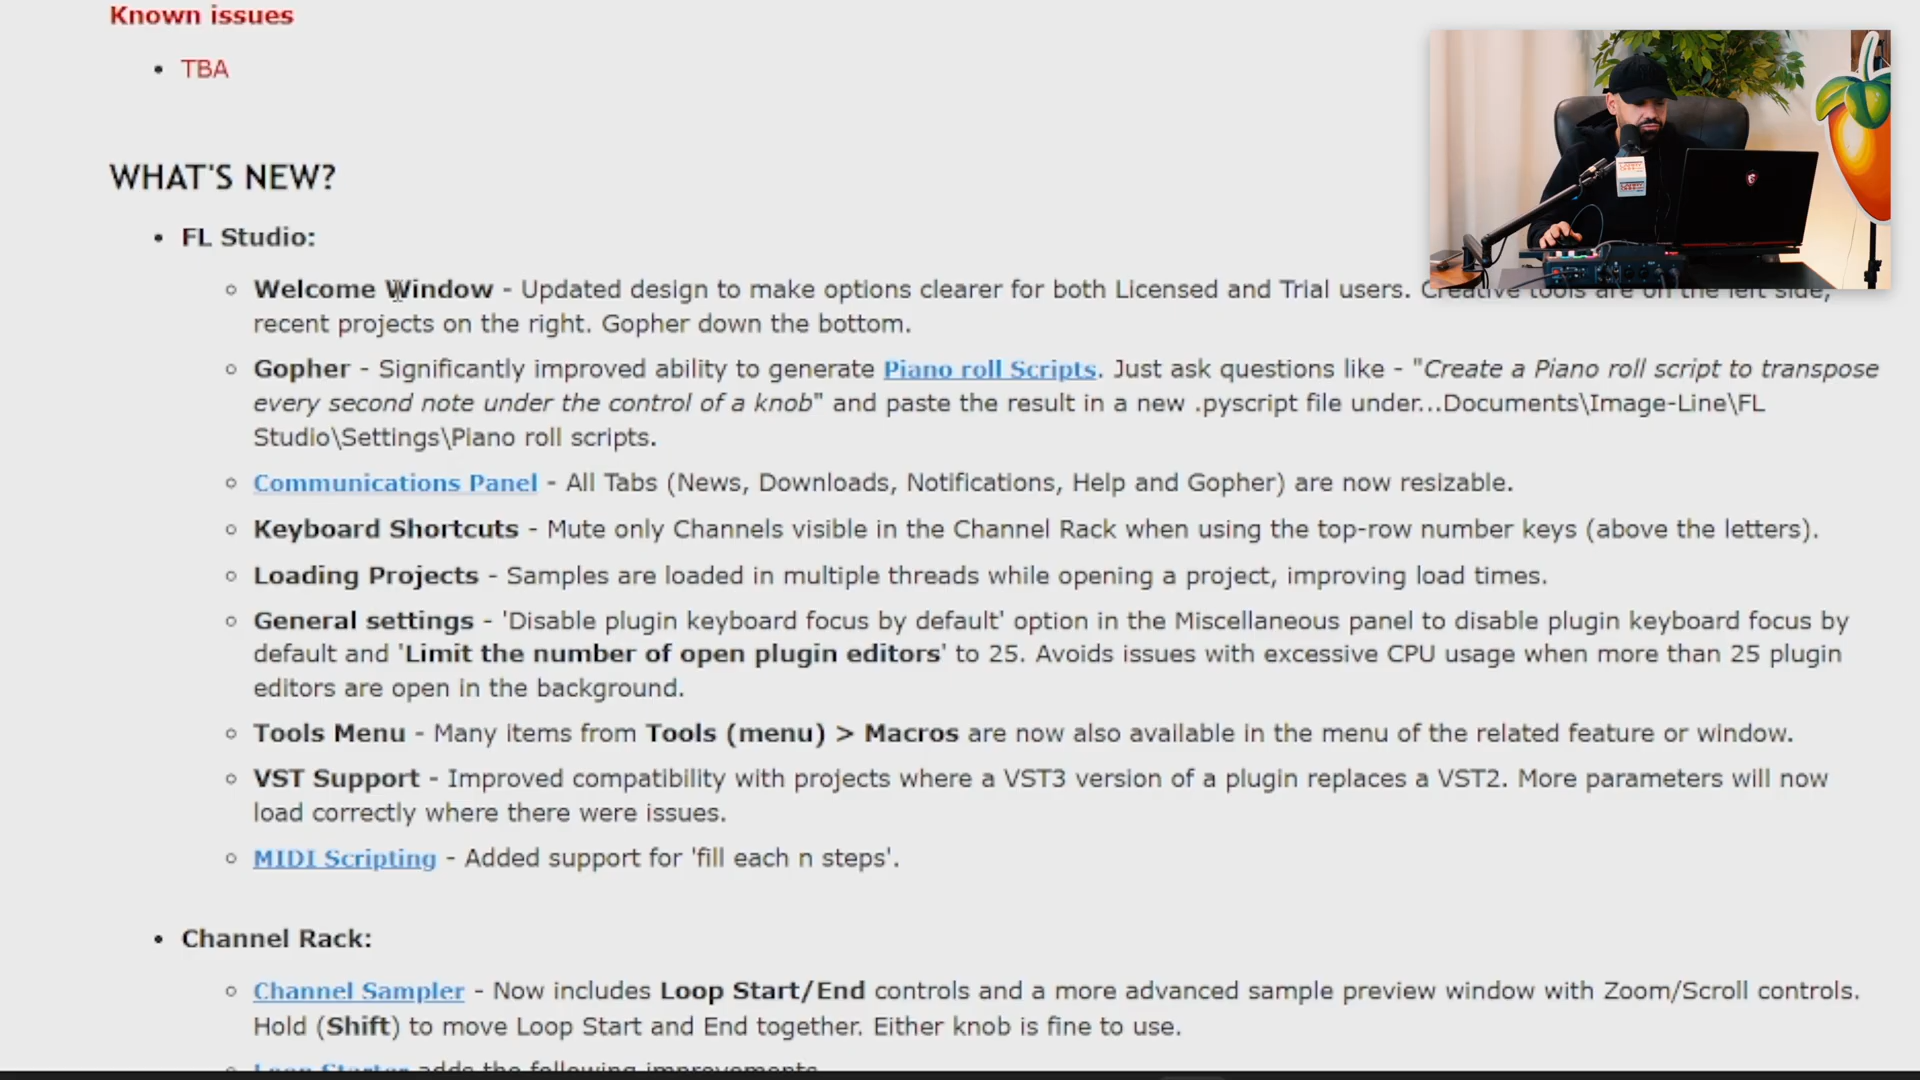 Known issues
• TBA
WHAT'S NEW?
• FL Studio:
○ Welcome Window - Updated design to make options clearer for both Licensed and Trial users. Creative tools are on the left side,
recent projects on the right. Gopher down the bottom.
○ Gopher - Significantly improved ability to generate Piano roll Scripts. Just ask questions like - "Create a Piano roll script to transpose
every second note under the control of a knob" and paste the result in a new .pyscript file under...Documents\Image-Line\FL
Studio\Settings\Piano roll scripts.
○ Communications Panel - All Tabs (News, Downloads, Notifications, Help and Gopher) are now resizable.
○ Keyboard Shortcuts - Mute only Channels visible in the Channel Rack when using the top-row number keys (above the letters).
○ Loading Projects - Samples are loaded in multiple threads while opening a project, improving load times.
○ General settings - 'Disable plugin keyboard focus by default' option in the Miscellaneous panel to disable plugin keyboard focus by
default and 'Limit the number of open plugin editors' to 25. Avoids issues with excessive CPU usage when more than 25 plugin
editors are open in the background.
○ Tools Menu - Many items from Tools (menu) > Macros are now also available in the menu of the related feature or window.
○ VST Support - Improved compatibility with projects where a VST3 version of a plugin replaces a VST2. More parameters will now
load correctly where there were issues.
○ MIDI Scripting - Added support for 'fill each n steps'.
• Channel Rack:
○ Channel Sampler - Now includes Loop Start/End controls and a more advanced sample preview window with Zoom/Scroll controls.
Hold (Shift) to move Loop Start and End together. Either knob is fine to use.
○ Loop Starter adds the following improvements